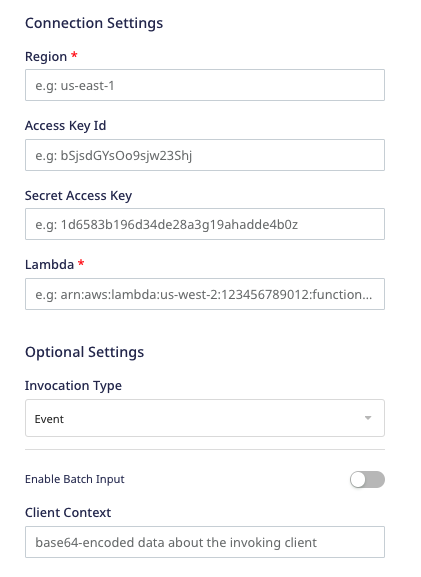 Connection Settings
Region *
e.g: us-east-1
Access Key Id
e.g: bSjsdGYsOo9sjw23Shj
Secret Access Key
e.g: 1d6583b196d34de28a3g19ahadde4b0z
Lambda *
e.g: arn:aws:lambda:us-west-2:123456789012:function...
Optional Settings
Invocation Type
Event
Enable Batch Input
Client Context
base64-encoded data about the invoking client